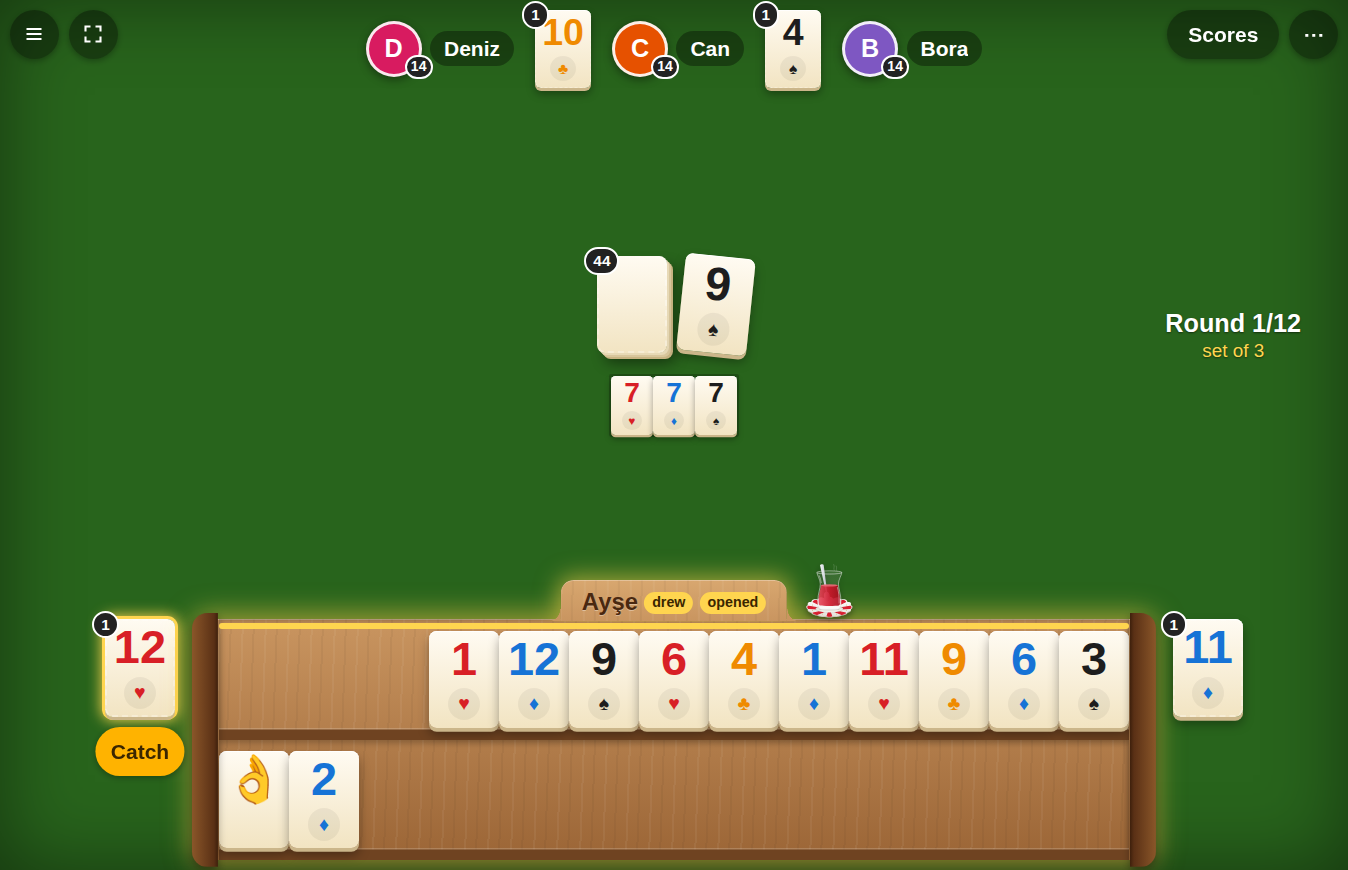 D 14 Deniz
1 10 ♣
C 14 Can
1 4 ♠
B 14 Bora
Scores
...
44
9 ♠
Round 1/12
set of 3
7 7 7
♥ ♦ ♠
Ayşe drew opened
1 12 ♥
Catch
1 12 9 6 4 1 11 9 6 3
♥ ♦ ♠ ♥ ♣ ♦ ♥ ♣ ♦ ♠
1 11 ♦
👌 2
♦